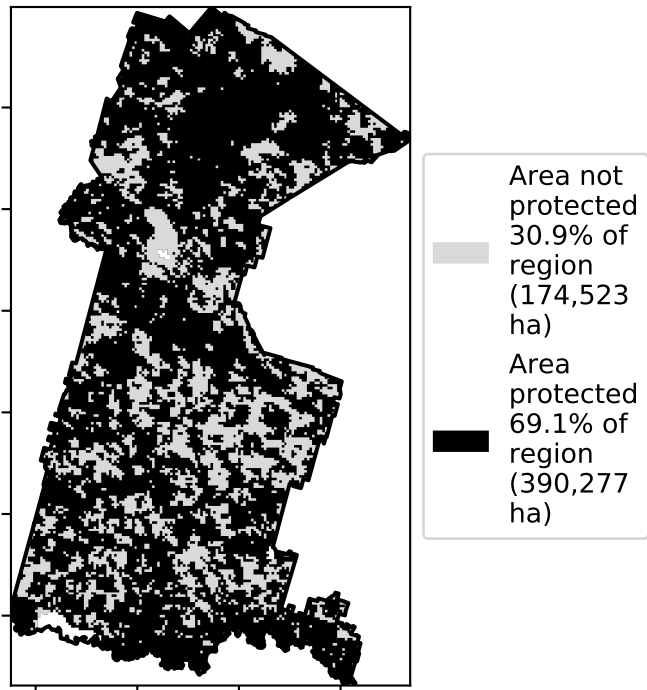 Area not
protected
30.9% of
region
(174,523
ha)
Area
protected
69.1% of
region
(390,277
ha)